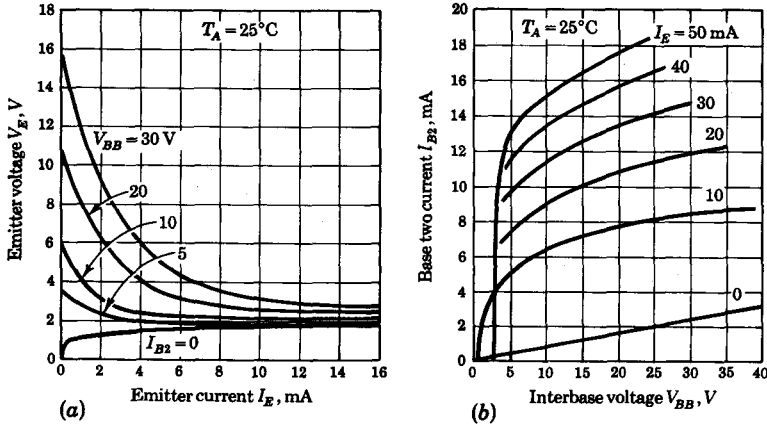 18
16
14
12
10
8
6
4
2
0
Emitter voltage V_E, V
T_A = 25°C
V_BB = 30 V
20
10
5
I_B2 = 0
0 2 4 6 8 10 12 14 16
Emitter current I_E, mA
(a)
20
18
16
14
12
10
8
6
4
2
0
Base two current I_B2, mA
T_A = 25°C
I_E = 50 mA
40
30
20
10
0
0 5 10 15 20 25 30 35 40
Interbase voltage V_BB, V
(b)